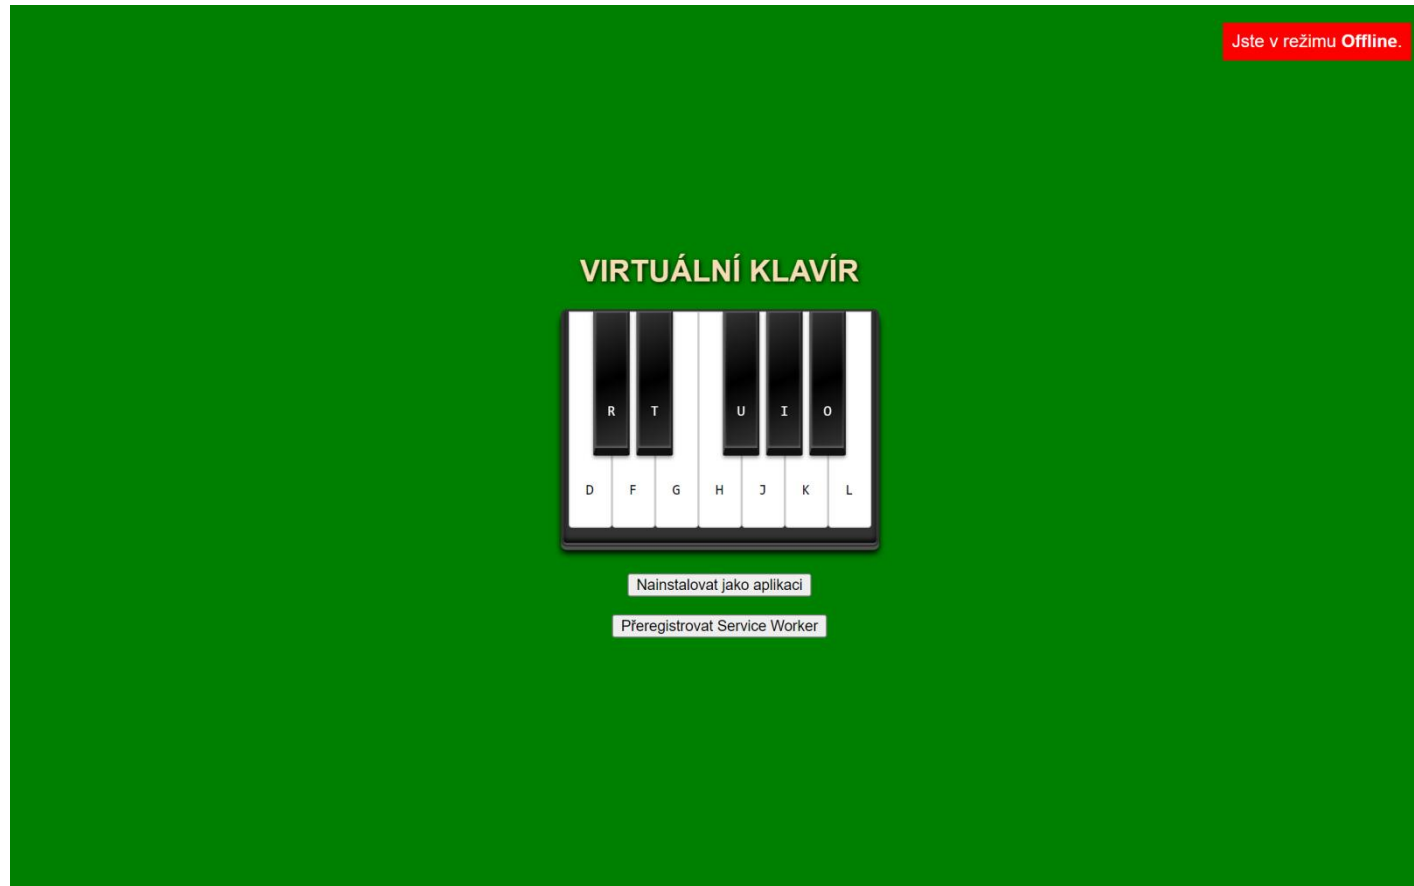 Jste v režimu Offline.
VIRTUÁLNÍ KLAVÍR
R T U I O
D F G H J K L
Nainstalovat jako aplikaci
Přeregistrovat Service Worker